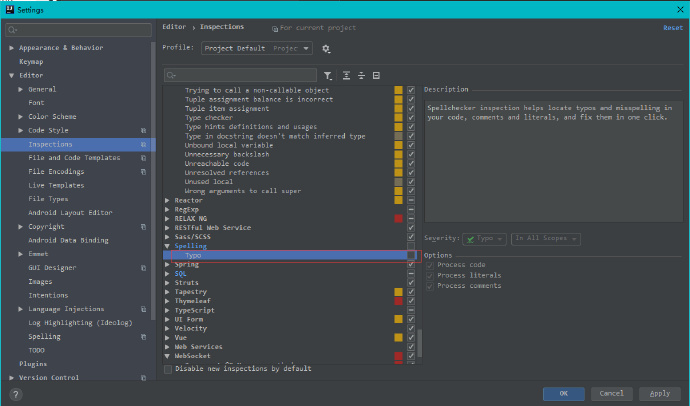 Settings
Editor › Inspections For current project Reset
Profile: Project Default Projec
Appearance & Behavior
Keymap
Editor
General
Font
Color Scheme
Code Style
Inspections
File and Code Templates
File Encodings
Live Templates
File Types
Android Layout Editor
Copyright
Android Data Binding
Emmet
GUI Designer
Images
Intentions
Language Injections
Log Highlighting (Ideolog)
Spelling
TODO
Plugins
Version Control
Trying to call a non-callable object
Tuple assignment balance is incorrect
Tuple item assignment
Type checker
Type hints definitions and usages
Type in docstring doesn't match inferred type
Unbound local variable
Unnecessary backslash
Unreachable code
Unresolved references
Unused local
Wrong arguments to call super
Reactor
RegExp
RELAX NG
RESTful Web Service
Sass/SCSS
Spelling
Typo
Spring
SQL
Struts
Tapestry
Thymeleaf
TypeScript
UI Form
Velocity
Vue
Web Services
WebSocket
Disable new inspections by default
Description
Spellchecker inspection helps locate typos and misspelling in
your code, comments and literals, and fix them in one click.
Severity: Typo In All Scopes
Options
Process code
Process literals
Process comments
? OK Cancel Apply